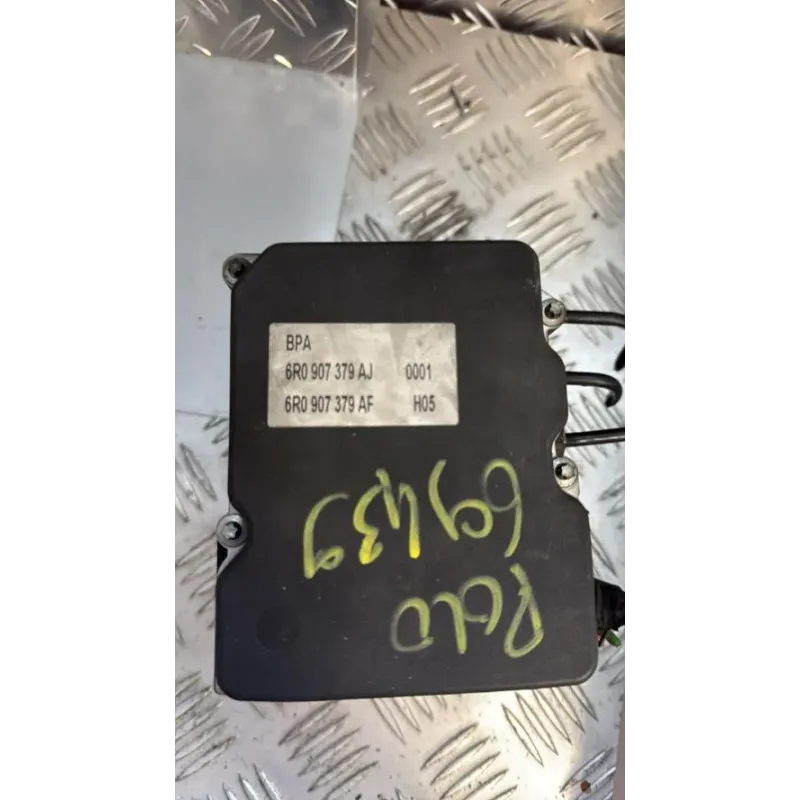 BPA
6R0 907 379 AJ 0001
6R0 907 379 AF H05
69439
POLO